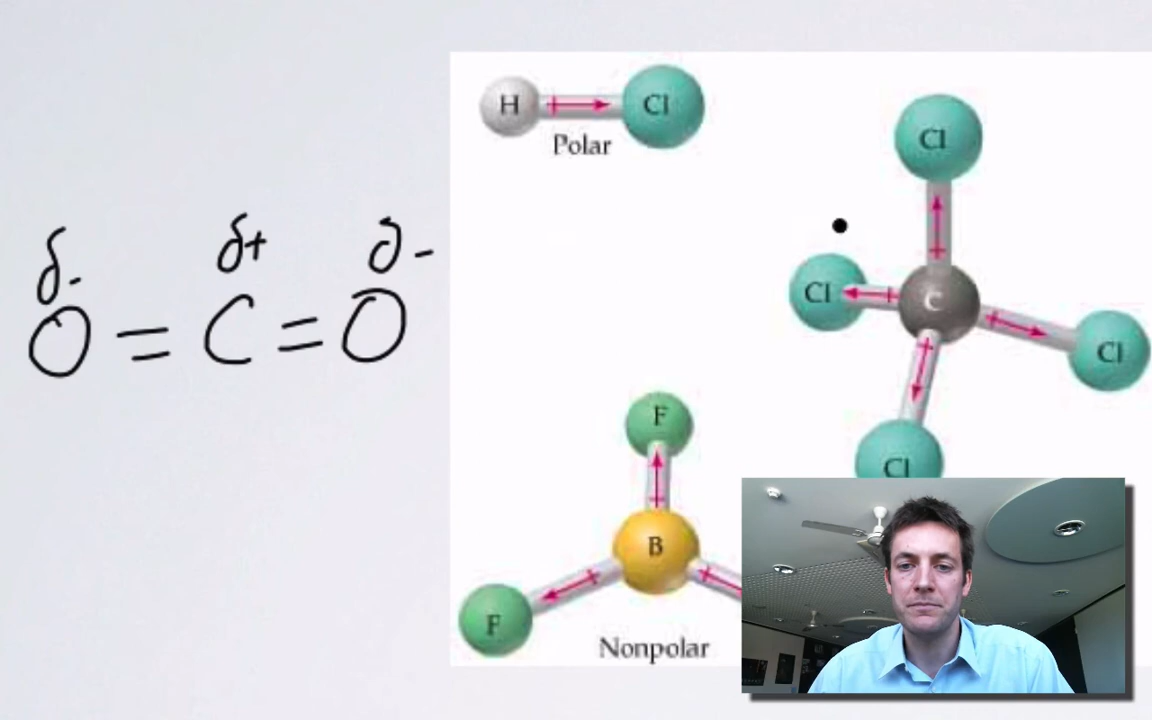 δ- δ+ δ-
O = C = O
H Cl
Polar
Cl
Cl C Cl
Cl
F
B
F
Nonpolar